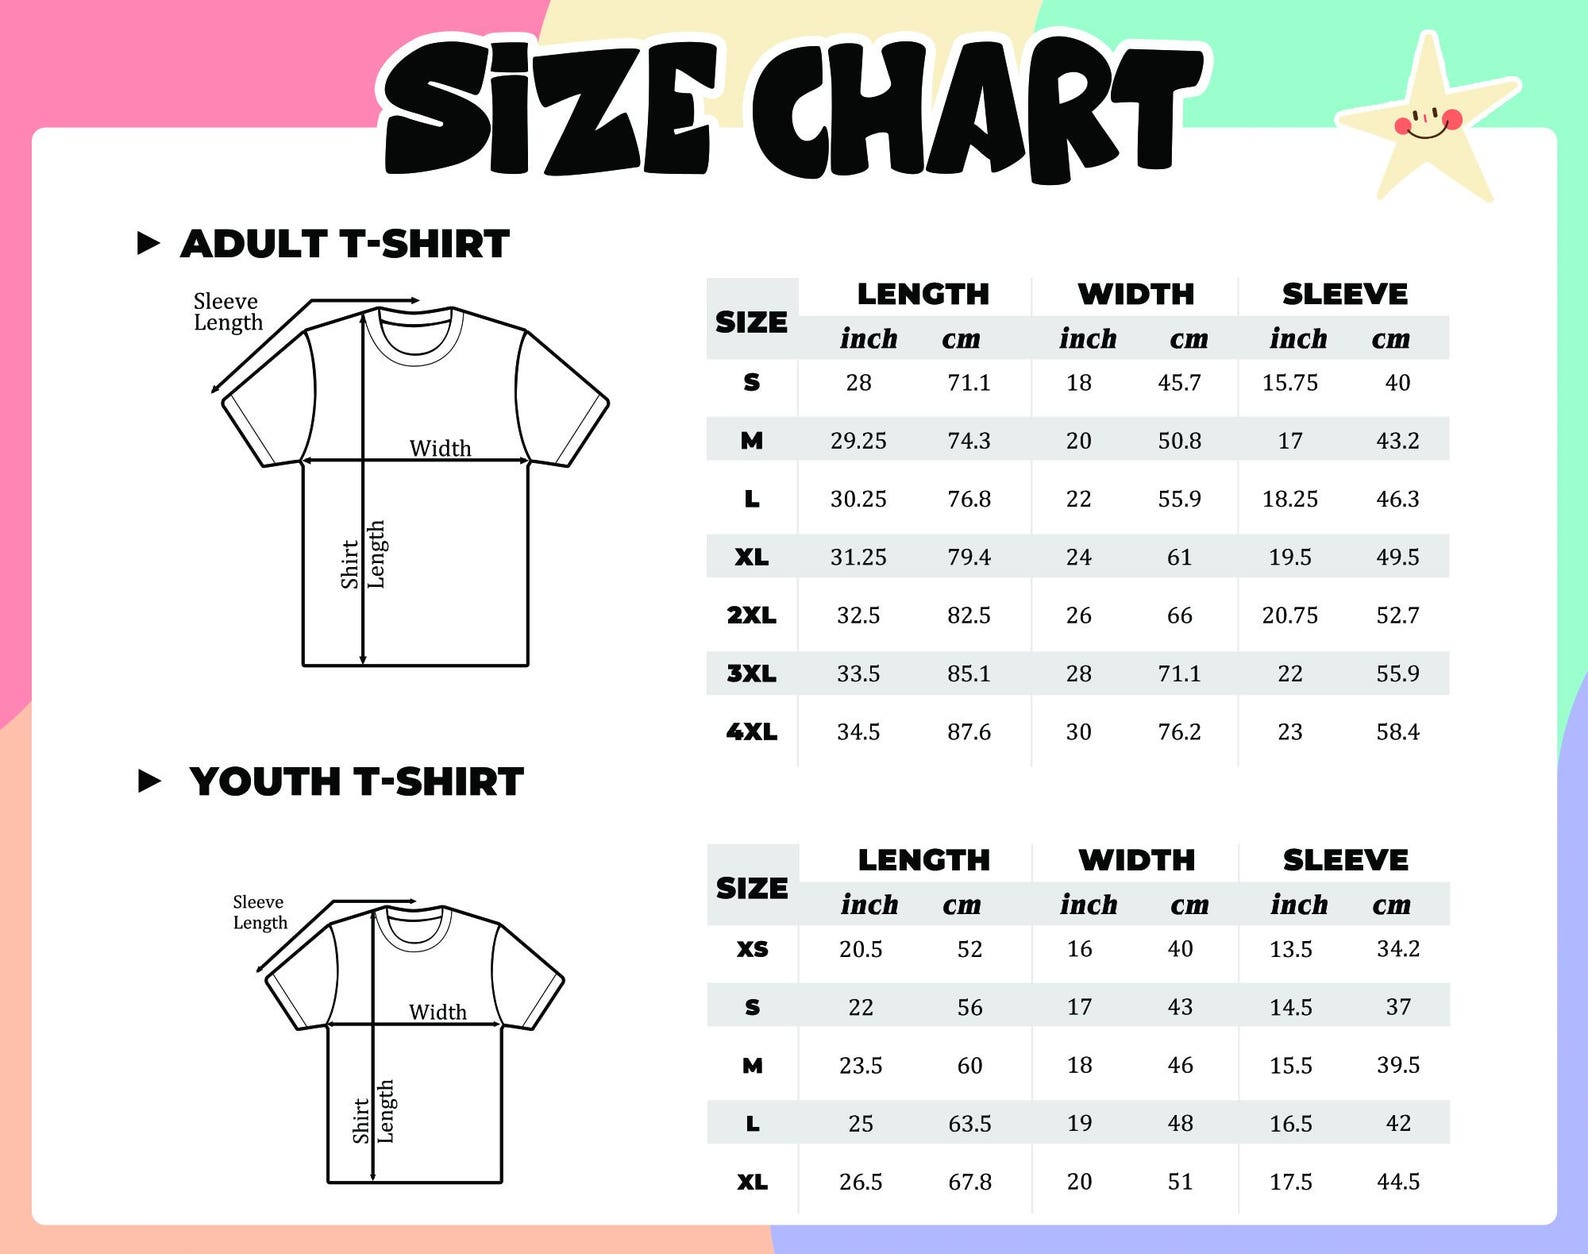 SiZE CHART
ADULT T-SHIRT
Sleeve
Length
Width
Shirt
Length
SIZE LENGTH WIDTH SLEEVE
inch cm inch cm inch cm
S 28 71.1 18 45.7 15.75 40
M 29.25 74.3 20 50.8 17 43.2
L 30.25 76.8 22 55.9 18.25 46.3
XL 31.25 79.4 24 61 19.5 49.5
2XL 32.5 82.5 26 66 20.75 52.7
3XL 33.5 85.1 28 71.1 22 55.9
4XL 34.5 87.6 30 76.2 23 58.4
YOUTH T-SHIRT
Sleeve
Length
Width
Shirt
Length
SIZE LENGTH WIDTH SLEEVE
inch cm inch cm inch cm
XS 20.5 52 16 40 13.5 34.2
S 22 56 17 43 14.5 37
M 23.5 60 18 46 15.5 39.5
L 25 63.5 19 48 16.5 42
XL 26.5 67.8 20 51 17.5 44.5